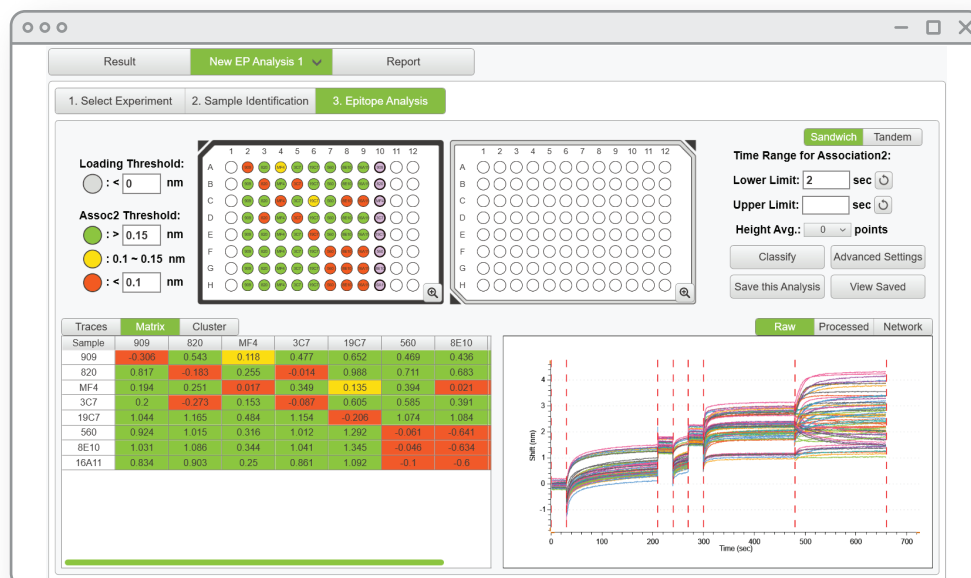 Result New EP Analysis 1 Report
1. Select Experiment 2. Sample Identification 3. Epitope Analysis
Sandwich Tandem
Loading Threshold:
: < 0 nm
Assoc2 Threshold:
: > 0.15 nm
: 0.1 ~ 0.15 nm
: < 0.1 nm
1 2 3 4 5 6 7 8 9 10 11 12
A
B
C
D
E
F
G
H
1 2 3 4 5 6 7 8 9 10 11 12
A
B
C
D
E
F
G
H
Time Range for Association2:
Lower Limit: 2 sec
Upper Limit: sec
Height Avg.: 0 points
Classify Advanced Settings
Save this Analysis View Saved
Traces Matrix Cluster
Raw Processed Network
Sample 909 820 MF4 3C7 19C7 560 8E10
909 -0.306 0.543 0.118 0.477 0.652 0.469 0.436
820 0.817 -0.183 0.255 -0.014 0.988 0.711 0.683
MF4 0.194 0.251 0.017 0.349 0.135 0.394 0.021
3C7 0.2 -0.273 0.153 -0.087 0.605 0.585 0.391
19C7 1.044 1.165 0.484 1.154 -0.206 1.074 1.084
560 0.924 1.015 0.316 1.012 1.292 -0.061 -0.641
8E10 1.031 1.086 0.344 1.041 1.345 -0.046 -0.634
16A11 0.834 0.903 0.25 0.861 1.092 -0.1 -0.6
Shift (nm)
4
3
2
1
0
-1
0 100 200 300 400 500 600 700
Time (sec)